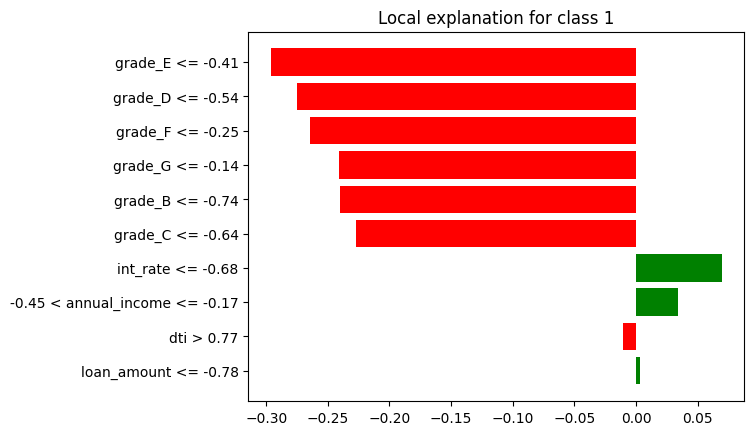 Local explanation for class 1
grade_E <= -0.41
grade_D <= -0.54
grade_F <= -0.25
grade_G <= -0.14
grade_B <= -0.74
grade_C <= -0.64
int_rate <= -0.68
-0.45 < annual_income <= -0.17
dti > 0.77
loan_amount <= -0.78
−0.30 −0.25 −0.20 −0.15 −0.10 −0.05 0.00 0.05